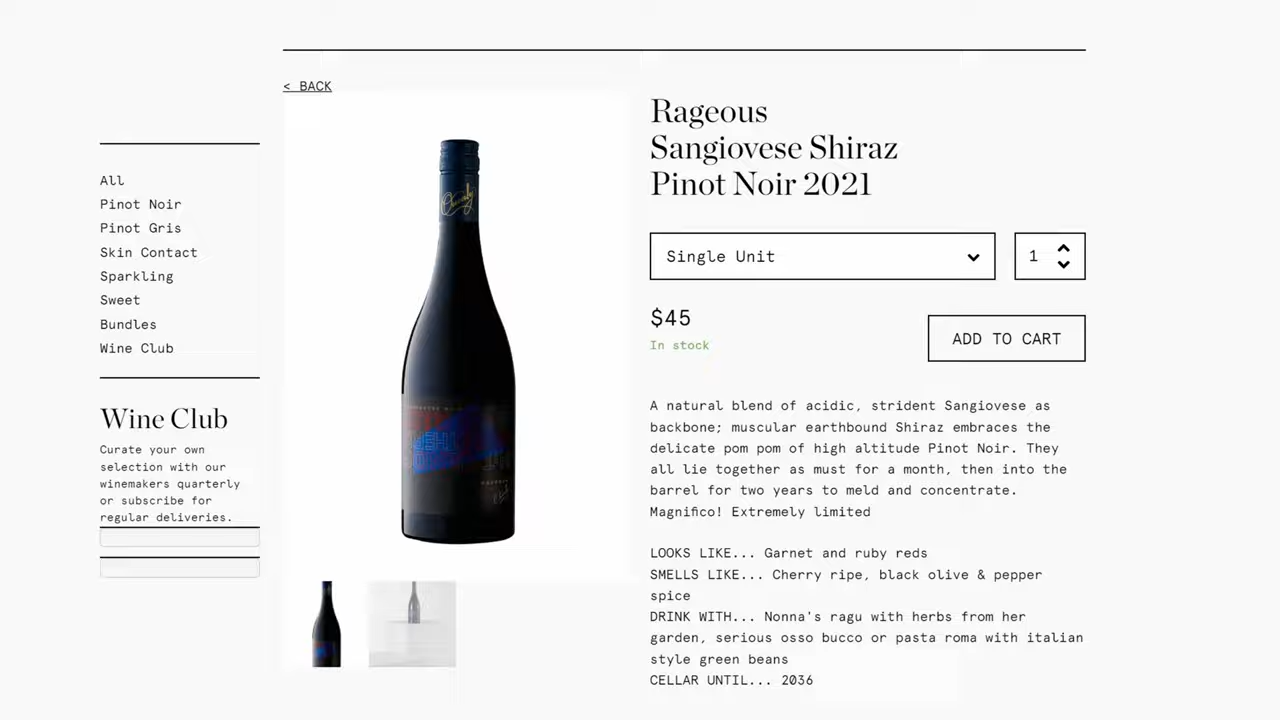 < BACK
All
Pinot Noir
Pinot Gris
Skin Contact
Sparkling
Sweet
Bundles
Wine Club
Wine Club
Curate your own
selection with our
winemakers quarterly
or subscribe for
regular deliveries.
Rageous
Sangiovese Shiraz
Pinot Noir 2021
Single Unit
1
$45
In stock
ADD TO CART
A natural blend of acidic, strident Sangiovese as
backbone; muscular earthbound Shiraz embraces the
delicate pom pom of high altitude Pinot Noir. They
all lie together as must for a month, then into the
barrel for two years to meld and concentrate.
Magnifico! Extremely limited
LOOKS LIKE... Garnet and ruby reds
SMELLS LIKE... Cherry ripe, black olive & pepper
spice
DRINK WITH... Nonna's ragu with herbs from her
garden, serious osso bucco or pasta roma with italian
style green beans
CELLAR UNTIL... 2036